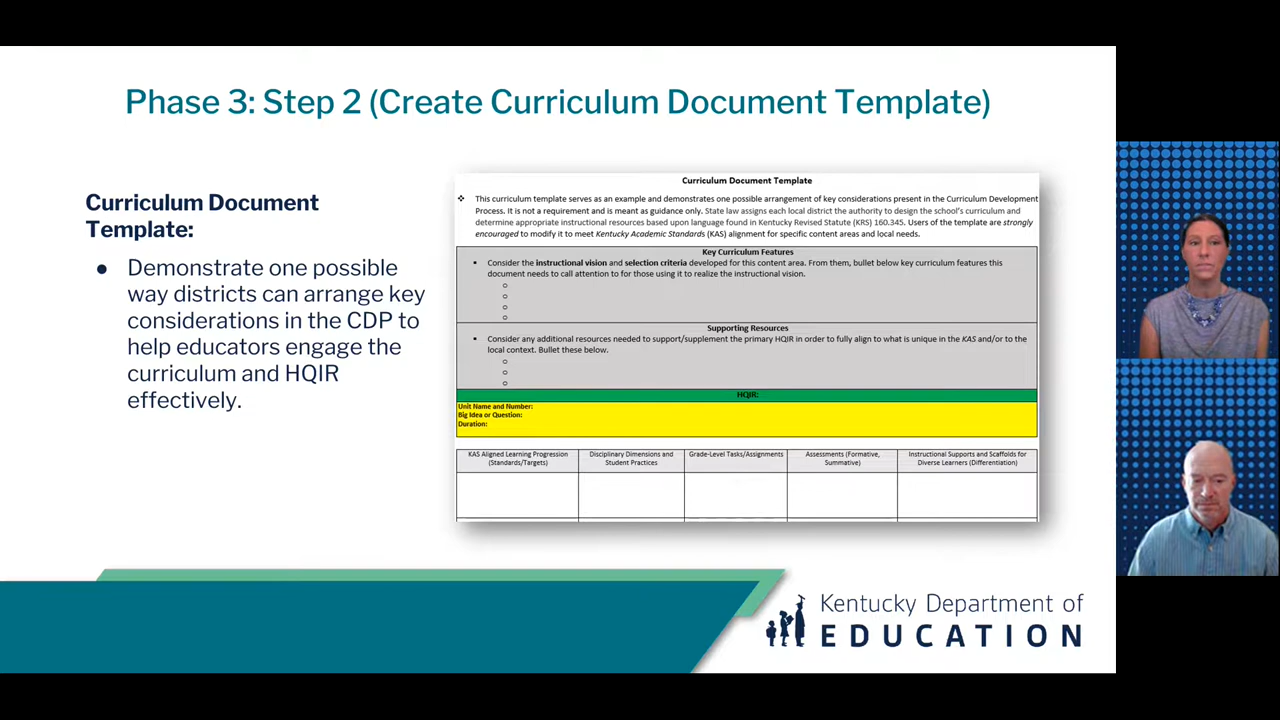 Phase 3: Step 2 (Create Curriculum Document Template)
Curriculum Document
Template:
● Demonstrate one possible
way districts can arrange key
considerations in the CDP to
help educators engage the
curriculum and HQIR
effectively.
Curriculum Document Template
❖ This curriculum template serves as an example and demonstrates one possible arrangement of key considerations present in the Curriculum Development
Process. It is not a requirement and is meant as guidance only. State law assigns each local district the authority to design the school's curriculum and
determine appropriate instructional resources based upon language found in Kentucky Revised Statute (KRS) 160.345. Users of the template are strongly
encouraged to modify it to meet Kentucky Academic Standards (KAS) alignment for specific content areas and local needs.
Key Curriculum Features
▪ Consider the instructional vision and selection criteria developed for this content area. From them, bullet below key curriculum features this
document needs to call attention to for those using it to realize the instructional vision.
Supporting Resources
▪ Consider any additional resources needed to support/supplement the primary HQIR in order to fully align to what is unique in the KAS and/or to the
local context. Bullet these below.
HQIR:
Unit Name and Number:
Big Idea or Question:
Duration:
KAS Aligned Learning Progression
(Standards/Targets)
Disciplinary Dimensions and
Student Practices
Grade-Level Tasks/Assignments
Assessments (Formative,
Summative)
Instructional Supports and Scaffolds for
Diverse Learners (Differentiation)
Kentucky Department of
EDUCATION